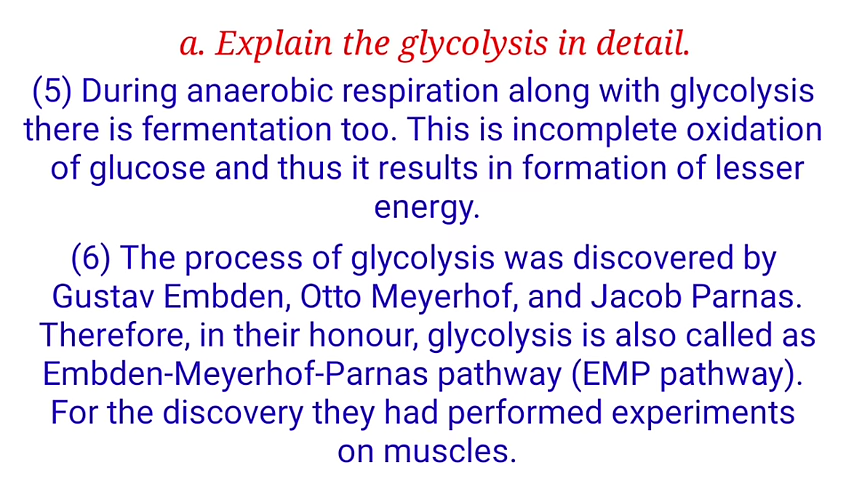 a. Explain the glycolysis in detail.
(5) During anaerobic respiration along with glycolysis
there is fermentation too. This is incomplete oxidation
of glucose and thus it results in formation of lesser
energy.
(6) The process of glycolysis was discovered by
Gustav Embden, Otto Meyerhof, and Jacob Parnas.
Therefore, in their honour, glycolysis is also called as
Embden-Meyerhof-Parnas pathway (EMP pathway).
For the discovery they had performed experiments
on muscles.